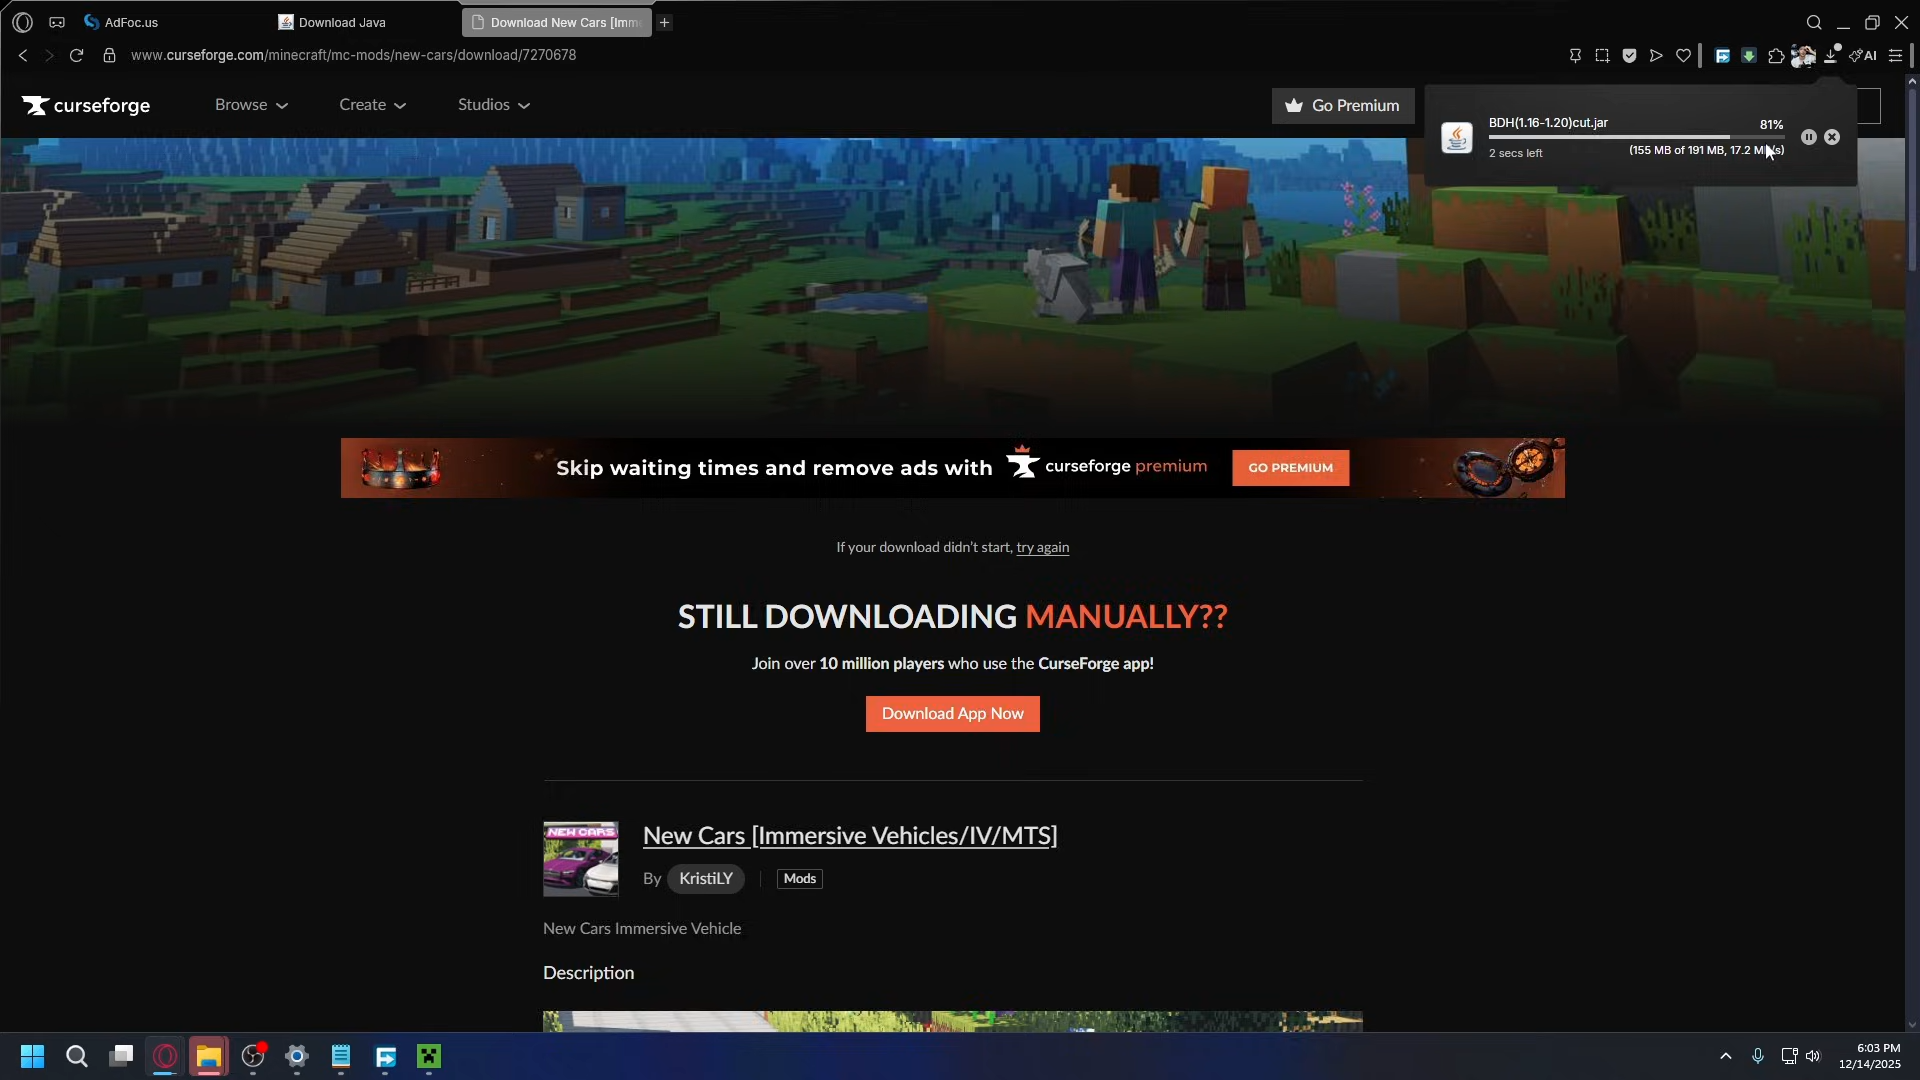 AdFoc.us
Download Java
Download New Cars [Imm
www.curseforge.com/minecraft/mc-mods/new-cars/download/7270678
AI
curseforge
Browse
Create
Studios
Go Premium
BDH(1.16-1.20)cut.jar
81%
2 secs left
(155 MB of 191 MB, 17.2 MB/s)
Skip waiting times and remove ads with
curseforge premium
GO PREMIUM
If your download didn't start, try again
STILL DOWNLOADING MANUALLY??
Join over 10 million players who use the CurseForge app!
Download App Now
NEW CARS
New Cars [Immersive Vehicles/IV/MTS]
By KristiLY
Mods
New Cars Immersive Vehicle
Description
6:03 PM
12/14/2025